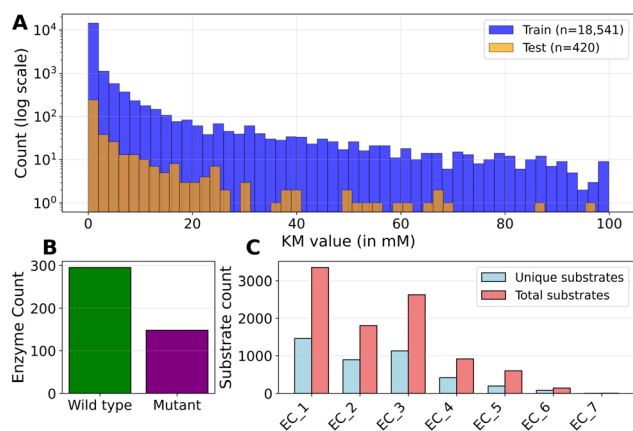 A
Count (log scale)
10⁴
10³
10²
10¹
10⁰
Train (n=18,541)
Test (n=420)
0 20 40 60 80 100
KM value (in mM)
B
Enzyme Count
300
200
100
0
Wild type Mutant
C
Substrate count
3000
2000
1000
0
Unique substrates
Total substrates
EC_1 EC_2 EC_3 EC_4 EC_5 EC_6 EC_7